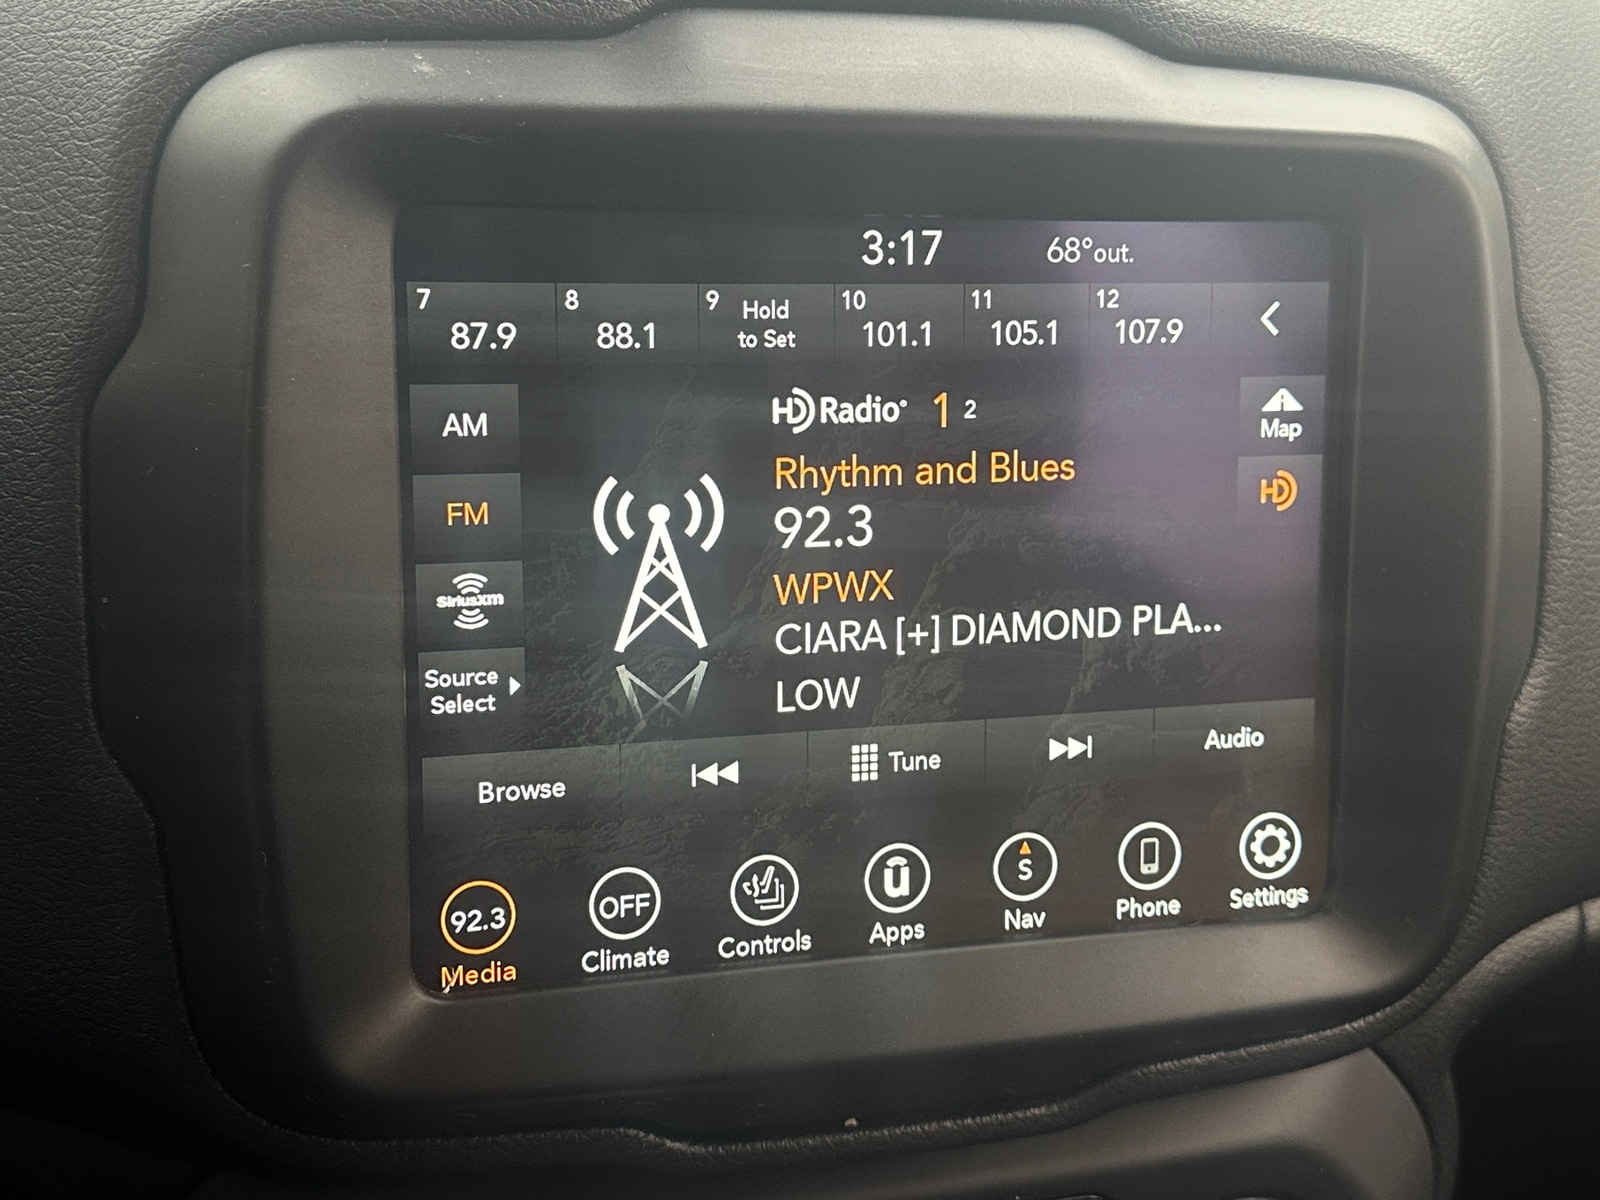 3:17 68°out.
7 87.9 8 88.1 9 Hold to Set 10 101.1 11 105.1 12 107.9
AM
HD Radio® 1 2
Map
Rhythm and Blues
FM
92.3
HD
WPWX
SiriusXM
CIARA [+] DIAMOND PLA...
Source
Select
LOW
Browse Tune Audio
92.3 OFF ū S
Media Climate Controls Apps Nav Phone Settings